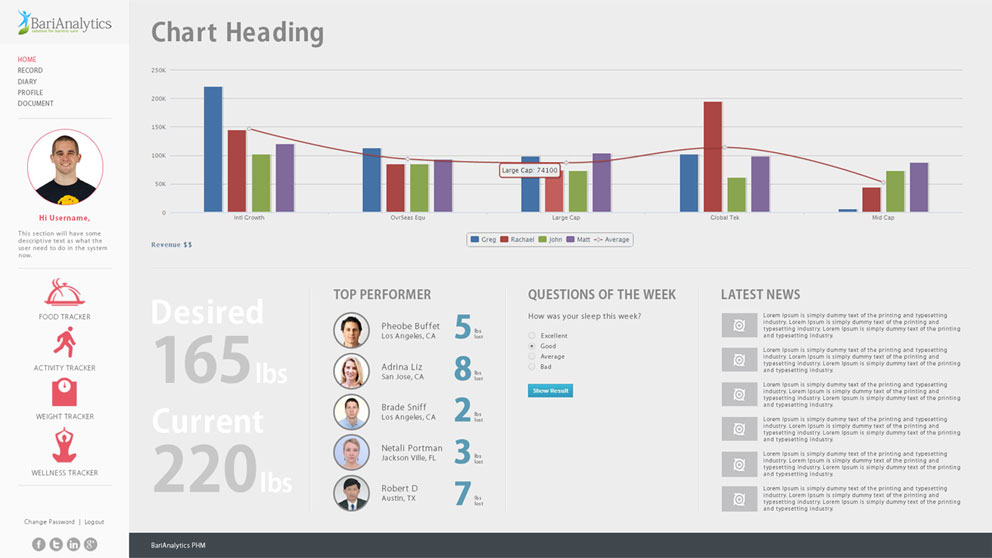 BariAnalytics
HOME
RECORD
DIARY
PROFILE
DOCUMENT
Hi Username,
This section will have some
descriptive text as what the
user need to do in the system
now.
FOOD TRACKER
ACTIVITY TRACKER
WEIGHT TRACKER
WELLNESS TRACKER
Change Password | Logout
Chart Heading
250K
200K
150K
100K
50K
0
Large Cap: 74100
Intl Growth
OvrSeas Equ
Large Cap
Global Tek
Mid Cap
Revenue $$
Greg Rachael John Matt Average
Desired
165 lbs
Current
220 lbs
TOP PERFORMER
Pheobe Buffet
Los Angeles, CA
5 lbs lost
Adrina Liz
San Jose, CA
8 lbs lost
Brade Sniff
Los Angeles, CA
2 lbs lost
Netali Portman
Jackson Ville, FL
3 lbs lost
Robert D
Austin, TX
7 lbs lost
QUESTIONS OF THE WEEK
How was your sleep this week?
Excellent
Good
Average
Bad
Show Result
LATEST NEWS
Lorem Ipsum is simply dummy text of the printing and typesetting
industry. Lorem Ipsum is simply dummy text of the printing and
typesetting industry. Lorem Ipsum is simply dummy text of the printing
and typesetting industry.
Lorem Ipsum is simply dummy text of the printing and typesetting
industry. Lorem Ipsum is simply dummy text of the printing and
typesetting industry. Lorem Ipsum is simply dummy text of the printing
and typesetting industry.
Lorem Ipsum is simply dummy text of the printing and typesetting
industry. Lorem Ipsum is simply dummy text of the printing and
typesetting industry. Lorem Ipsum is simply dummy text of the printing
and typesetting industry.
Lorem Ipsum is simply dummy text of the printing and typesetting
industry. Lorem Ipsum is simply dummy text of the printing and
typesetting industry. Lorem Ipsum is simply dummy text of the printing
and typesetting industry.
Lorem Ipsum is simply dummy text of the printing and typesetting
industry. Lorem Ipsum is simply dummy text of the printing and
typesetting industry. Lorem Ipsum is simply dummy text of the printing
and typesetting industry.
Lorem Ipsum is simply dummy text of the printing and typesetting
industry. Lorem Ipsum is simply dummy text of the printing and
typesetting industry. Lorem Ipsum is simply dummy text of the printing
and typesetting industry.
BariAnalytics PHM